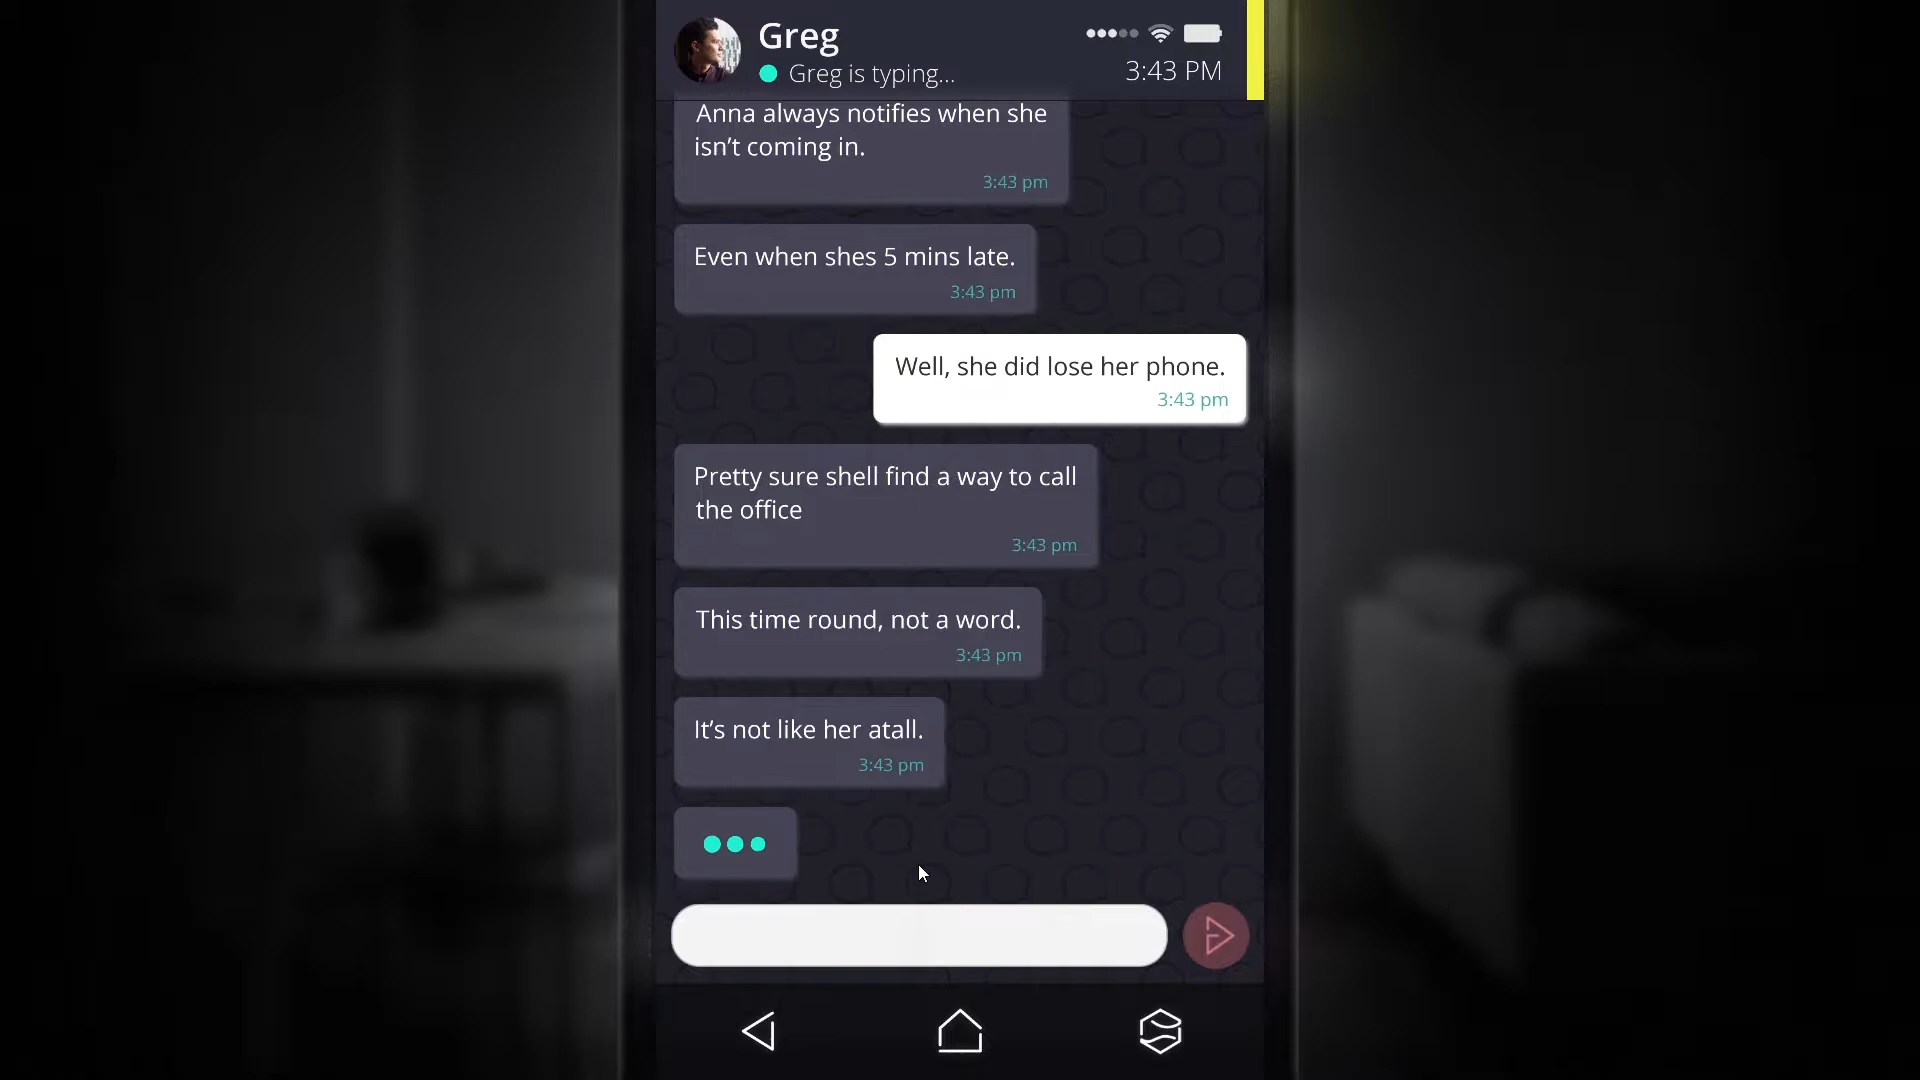 Greg
Greg is typing...
3:43 PM
Anna always notifies when she
isn't coming in.
3:43 pm
Even when shes 5 mins late.
3:43 pm
Well, she did lose her phone.
3:43 pm
Pretty sure shell find a way to call
the office
3:43 pm
This time round, not a word.
3:43 pm
It's not like her atall.
3:43 pm